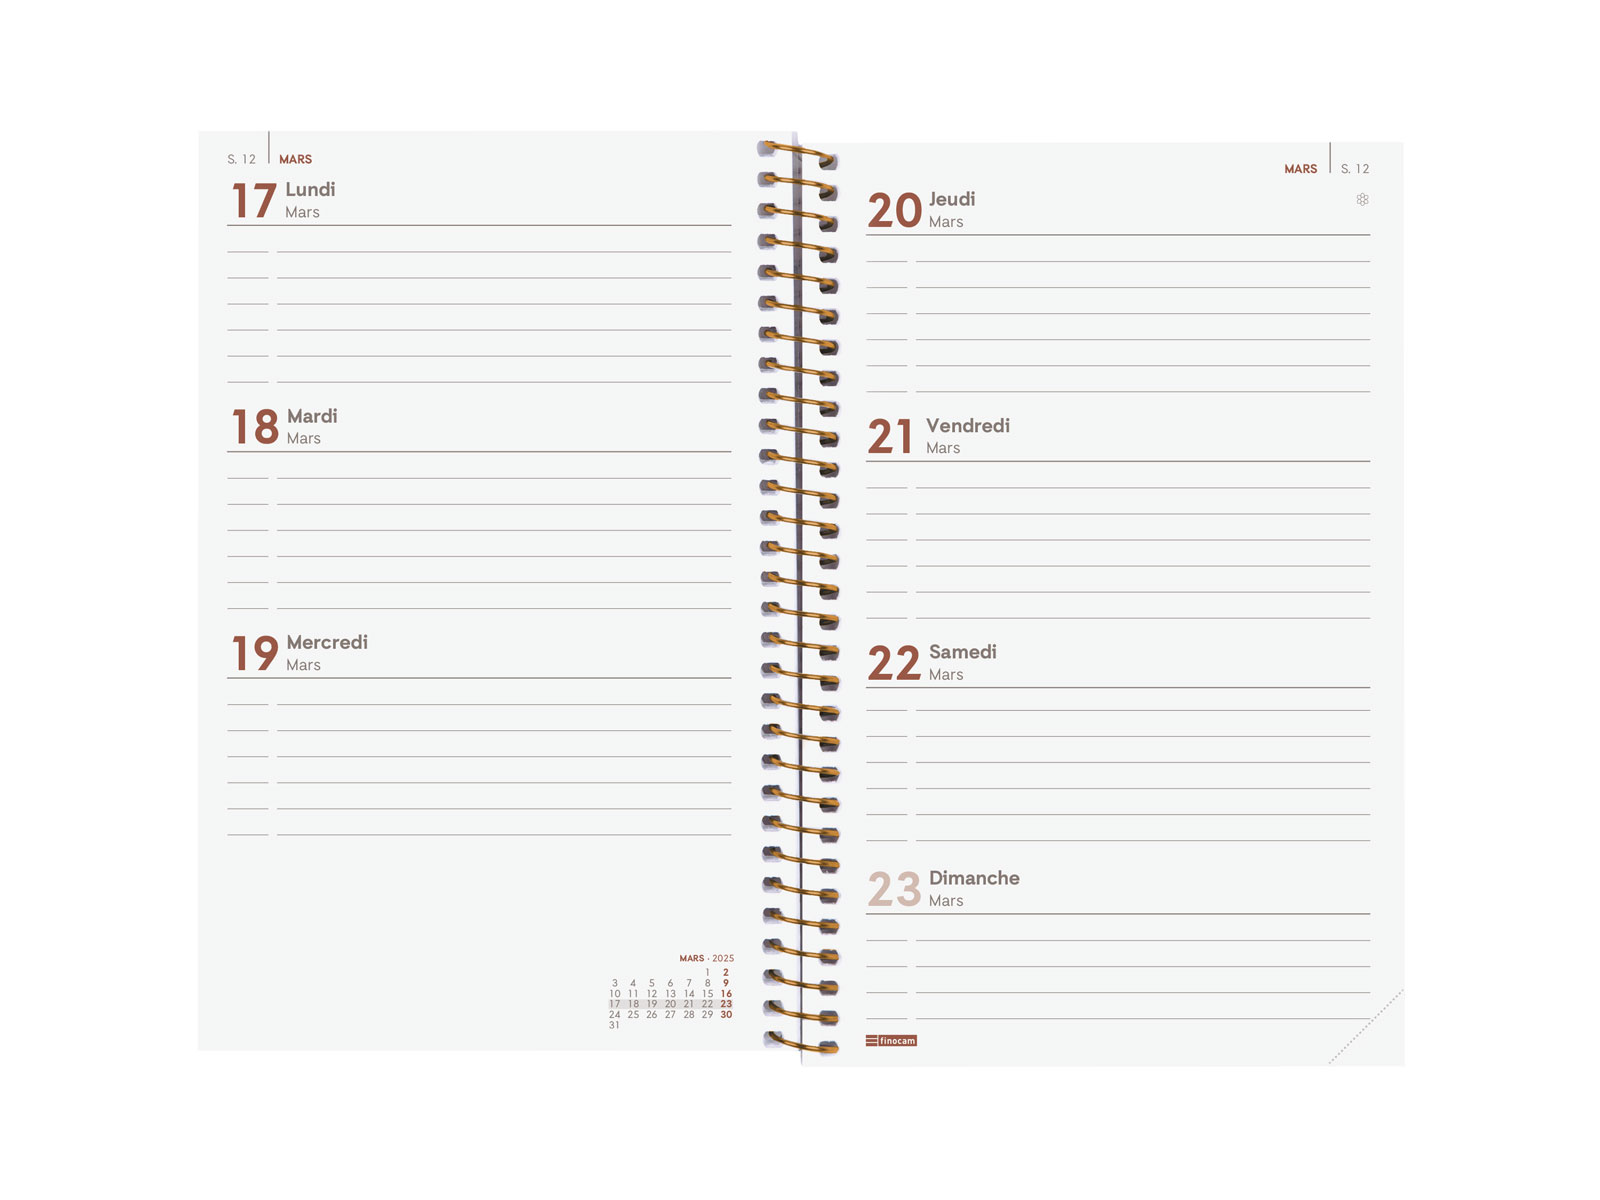 S. 12 MARS
17 Lundi
Mars
18 Mardi
Mars
19 Mercredi
Mars
MARS · 2025
1 2
3 4 5 6 7 8 9
10 11 12 13 14 15 16
17 18 19 20 21 22 23
24 25 26 27 28 29 30
31
MARS S. 12
20 Jeudi
Mars
21 Vendredi
Mars
22 Samedi
Mars
23 Dimanche
Mars
finocam